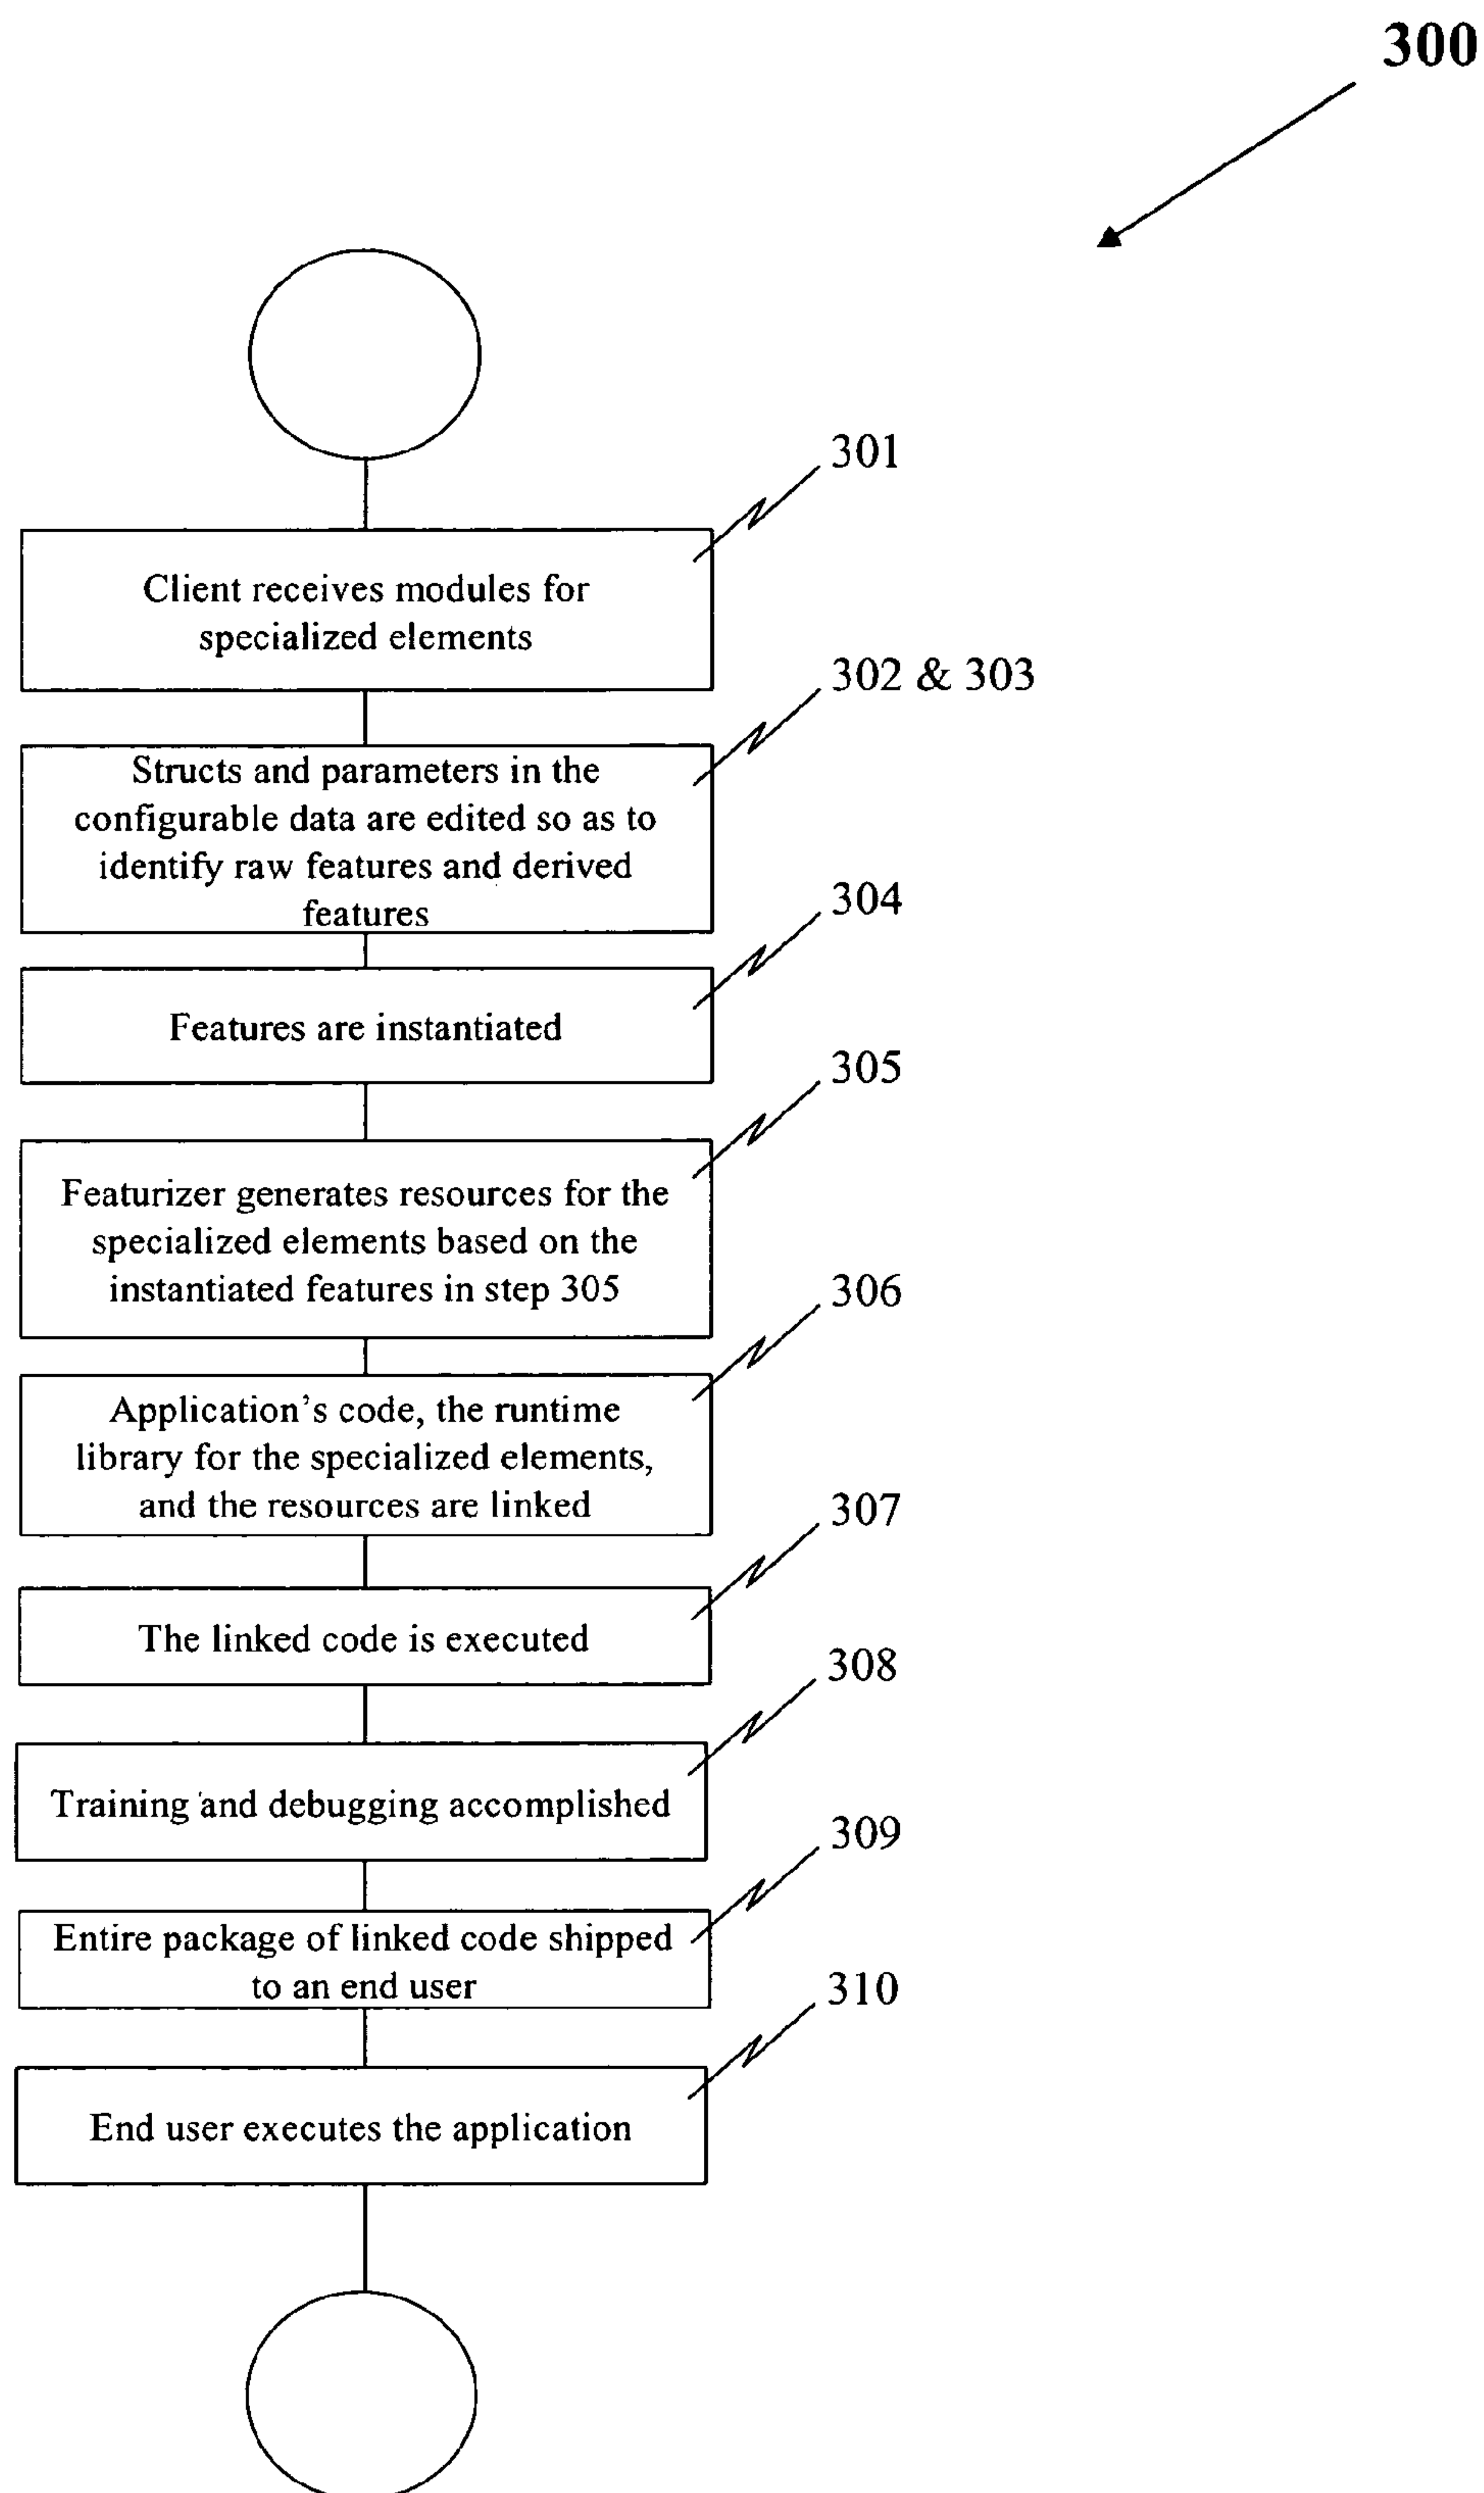 300
301
Client receives modules for
specialized elements
302 & 303
Structs and parameters in the
configurable data are edited so as to
identify raw features and derived
features
304
Features are instantiated
305
Featurizer generates resources for the
specialized elements based on the
instantiated features in step 305
306
Application's code, the runtime
library for the specialized elements,
and the resources are linked
307
The linked code is executed
308
Training and debugging accomplished
309
Entire package of linked code shipped
to an end user
310
End user executes the application